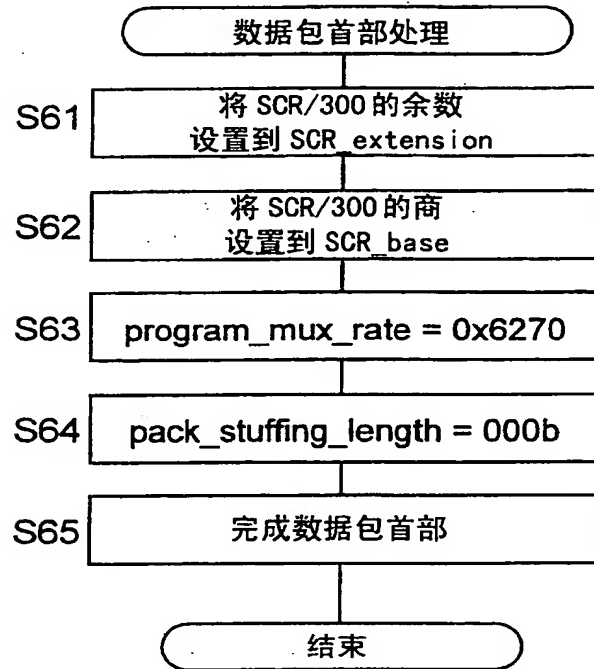 数据包首部处理
S61
将 SCR/300 的余数
设置到 SCR_extension
S62
将 SCR/300 的商
设置到 SCR_base
S63
program_mux_rate = 0x6270
S64
pack_stuffing_length = 000b
S65
完成数据包首部
结束